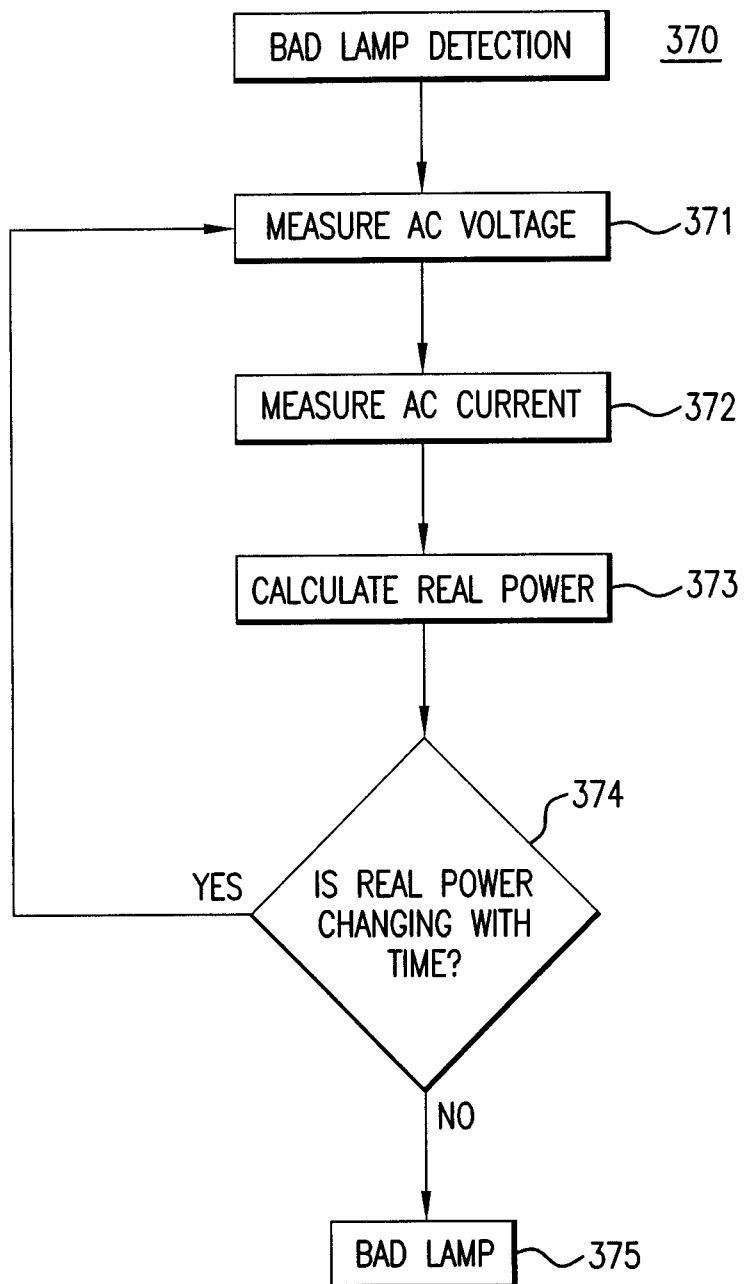 BAD LAMP DETECTION
370
MEASURE AC VOLTAGE
371
MEASURE AC CURRENT
372
CALCULATE REAL POWER
373
374
IS REAL POWER
CHANGING WITH
TIME?
YES
NO
BAD LAMP
375